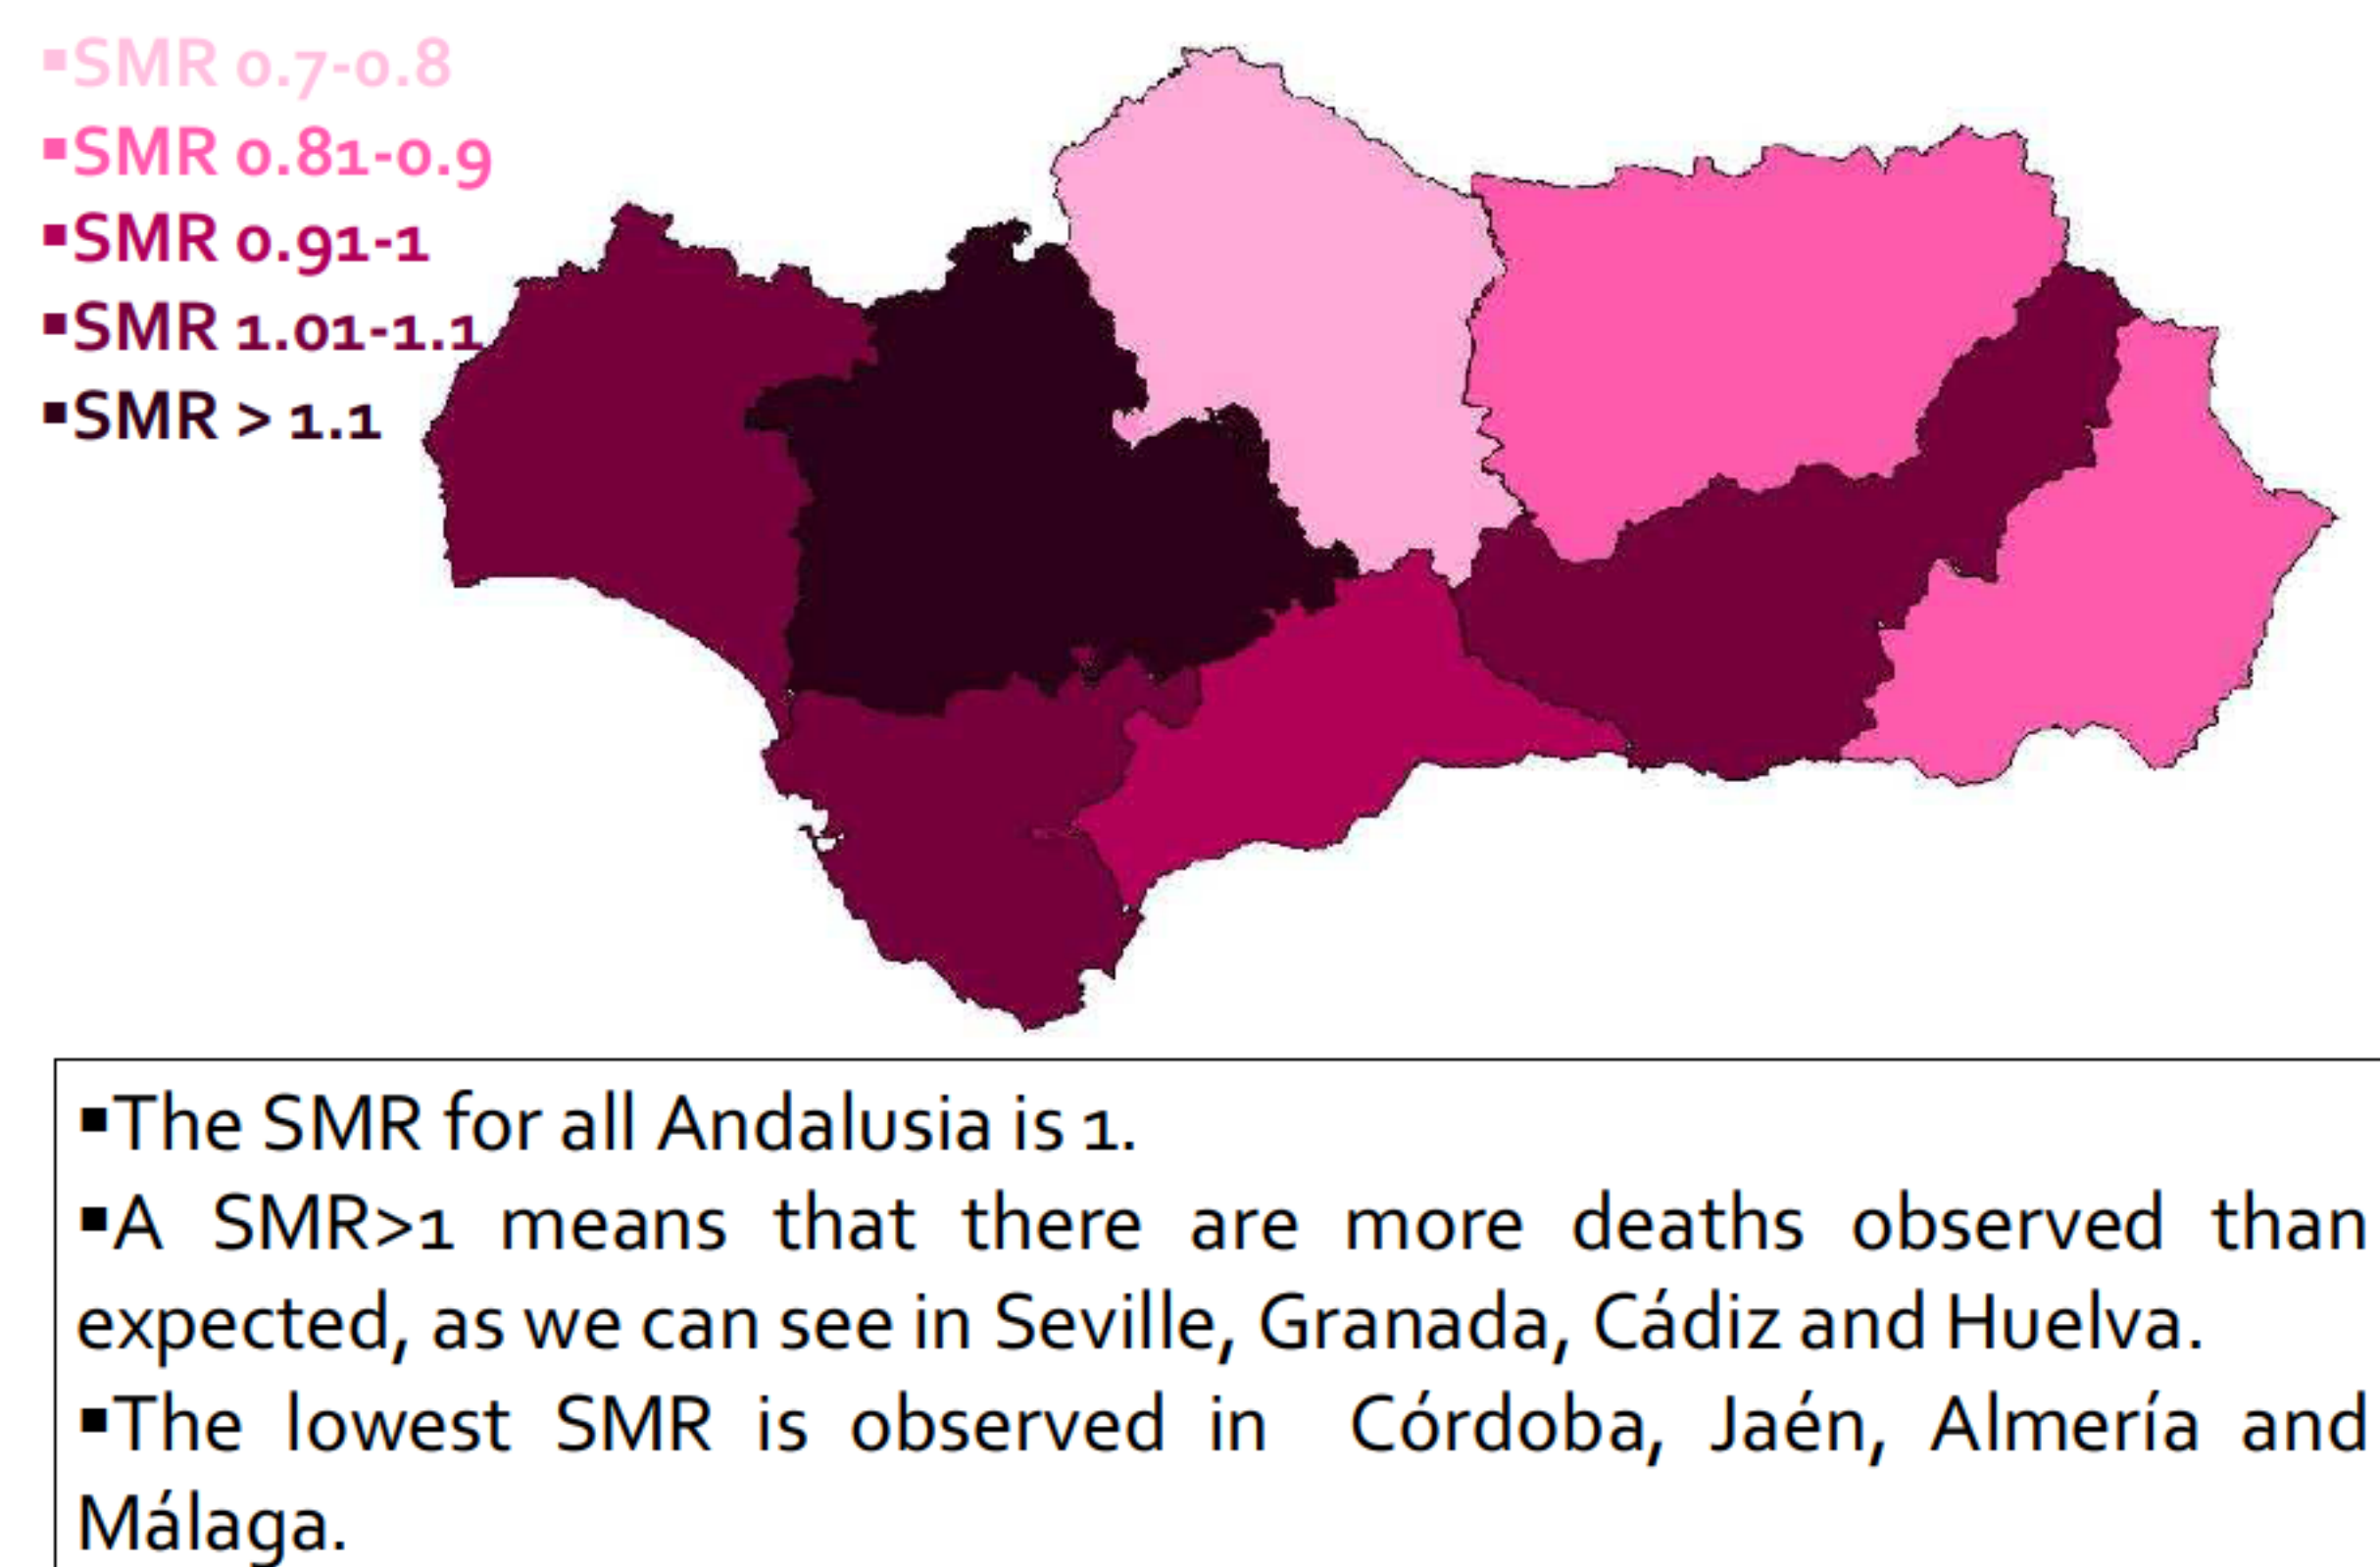 ▪SMR 0.7-0.8
▪SMR 0.81-0.9
▪SMR 0.91-1
▪SMR 1.01-1.1
▪SMR > 1.1
▪The SMR for all Andalusia is 1.
▪A SMR>1 means that there are more deaths observed than
expected, as we can see in Seville, Granada, Cádiz and Huelva.
▪The lowest SMR is observed in Córdoba, Jaén, Almería and
Málaga.